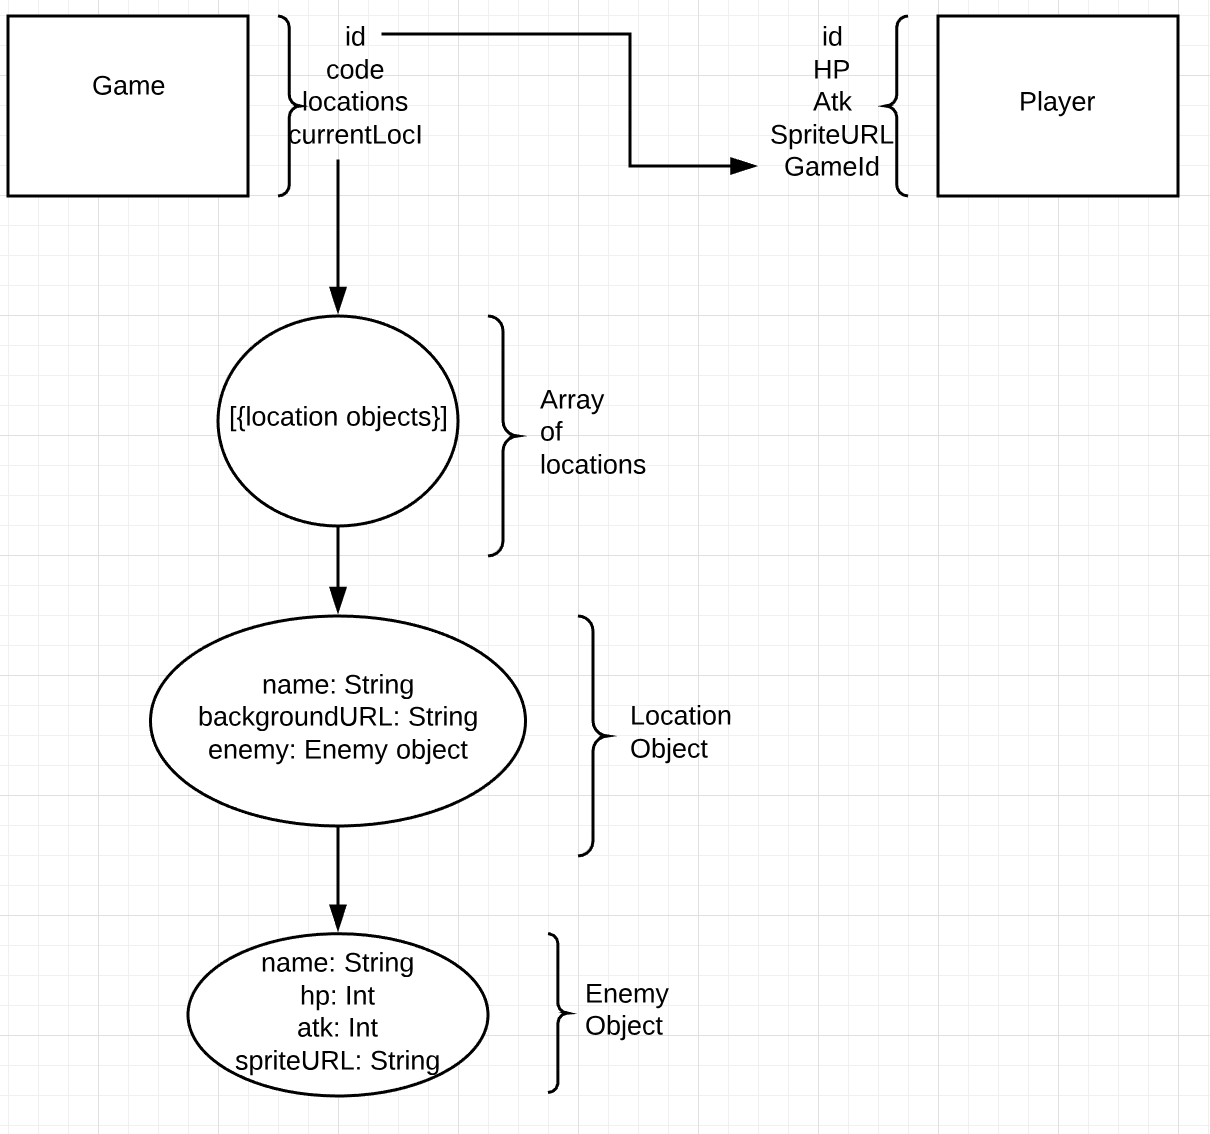 Game
id
code
locations
currentLocI
id
HP
Atk
SpriteURL
GameId
Player
[{location objects}]
Array
of
locations
name: String
backgroundURL: String
enemy: Enemy object
Location
Object
name: String
hp: Int
atk: Int
spriteURL: String
Enemy
Object